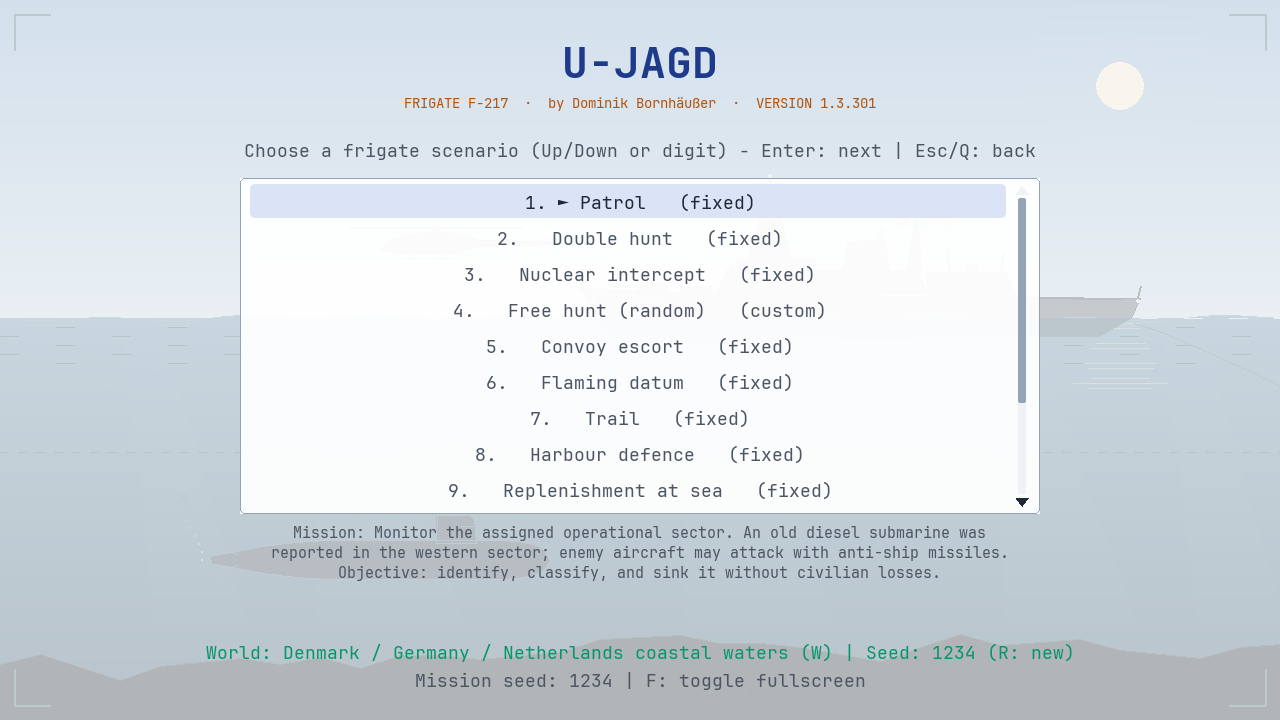 U-JAGD
FRIGATE F-217 · by Dominik Bornhäußer · VERSION 1.3.301
Choose a frigate scenario (Up/Down or digit) - Enter: next | Esc/Q: back
1. ► Patrol (fixed)
2. Double hunt (fixed)
3. Nuclear intercept (fixed)
4. Free hunt (random) (custom)
5. Convoy escort (fixed)
6. Flaming datum (fixed)
7. Trail (fixed)
8. Harbour defence (fixed)
9. Replenishment at sea (fixed)
Mission: Monitor the assigned operational sector. An old diesel submarine was
reported in the western sector; enemy aircraft may attack with anti-ship missiles.
Objective: identify, classify, and sink it without civilian losses.
World: Denmark / Germany / Netherlands coastal waters (W) | Seed: 1234 (R: new)
Mission seed: 1234 | F: toggle fullscreen